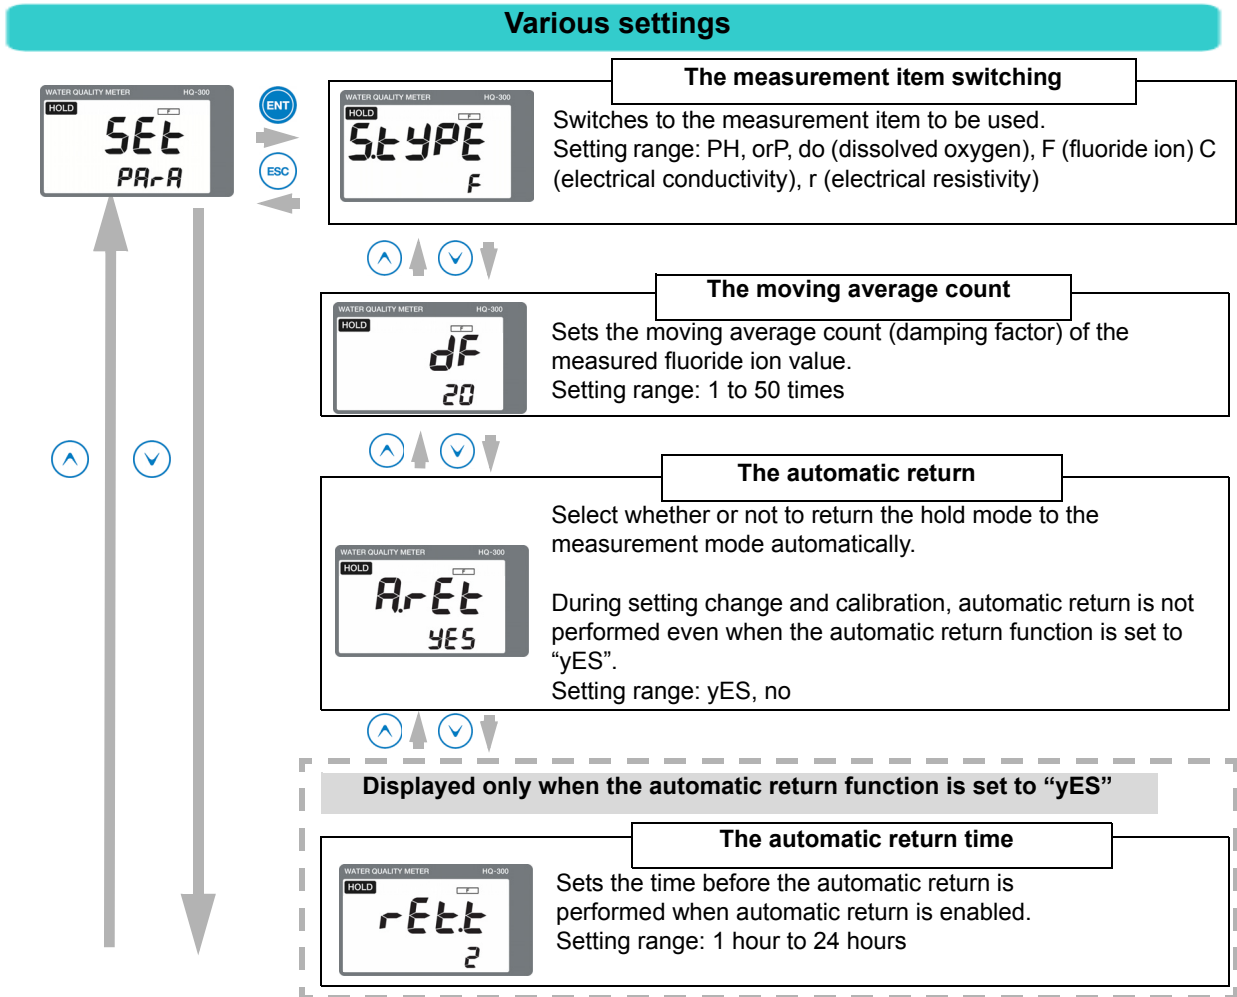 Various settings
WATER QUALITY METER HQ-300
HOLD
F
SEt
PArA
ENT
ESC
The measurement item switching
WATER QUALITY METER HQ-300
HOLD
F
S.tyPE
F
Switches to the measurement item to be used.
Setting range: PH, orP, do (dissolved oxygen), F (fluoride ion) C
(electrical conductivity), r (electrical resistivity)
The moving average count
WATER QUALITY METER HQ-300
HOLD
F
dF
20
Sets the moving average count (damping factor) of the
measured fluoride ion value.
Setting range: 1 to 50 times
The automatic return
WATER QUALITY METER HQ-300
HOLD
F
A.rEt
yES
Select whether or not to return the hold mode to the
measurement mode automatically.
During setting change and calibration, automatic return is not
performed even when the automatic return function is set to
“yES”.
Setting range: yES, no
Displayed only when the automatic return function is set to “yES”
The automatic return time
WATER QUALITY METER HQ-300
HOLD
F
rEt.t
2
Sets the time before the automatic return is
performed when automatic return is enabled.
Setting range: 1 hour to 24 hours